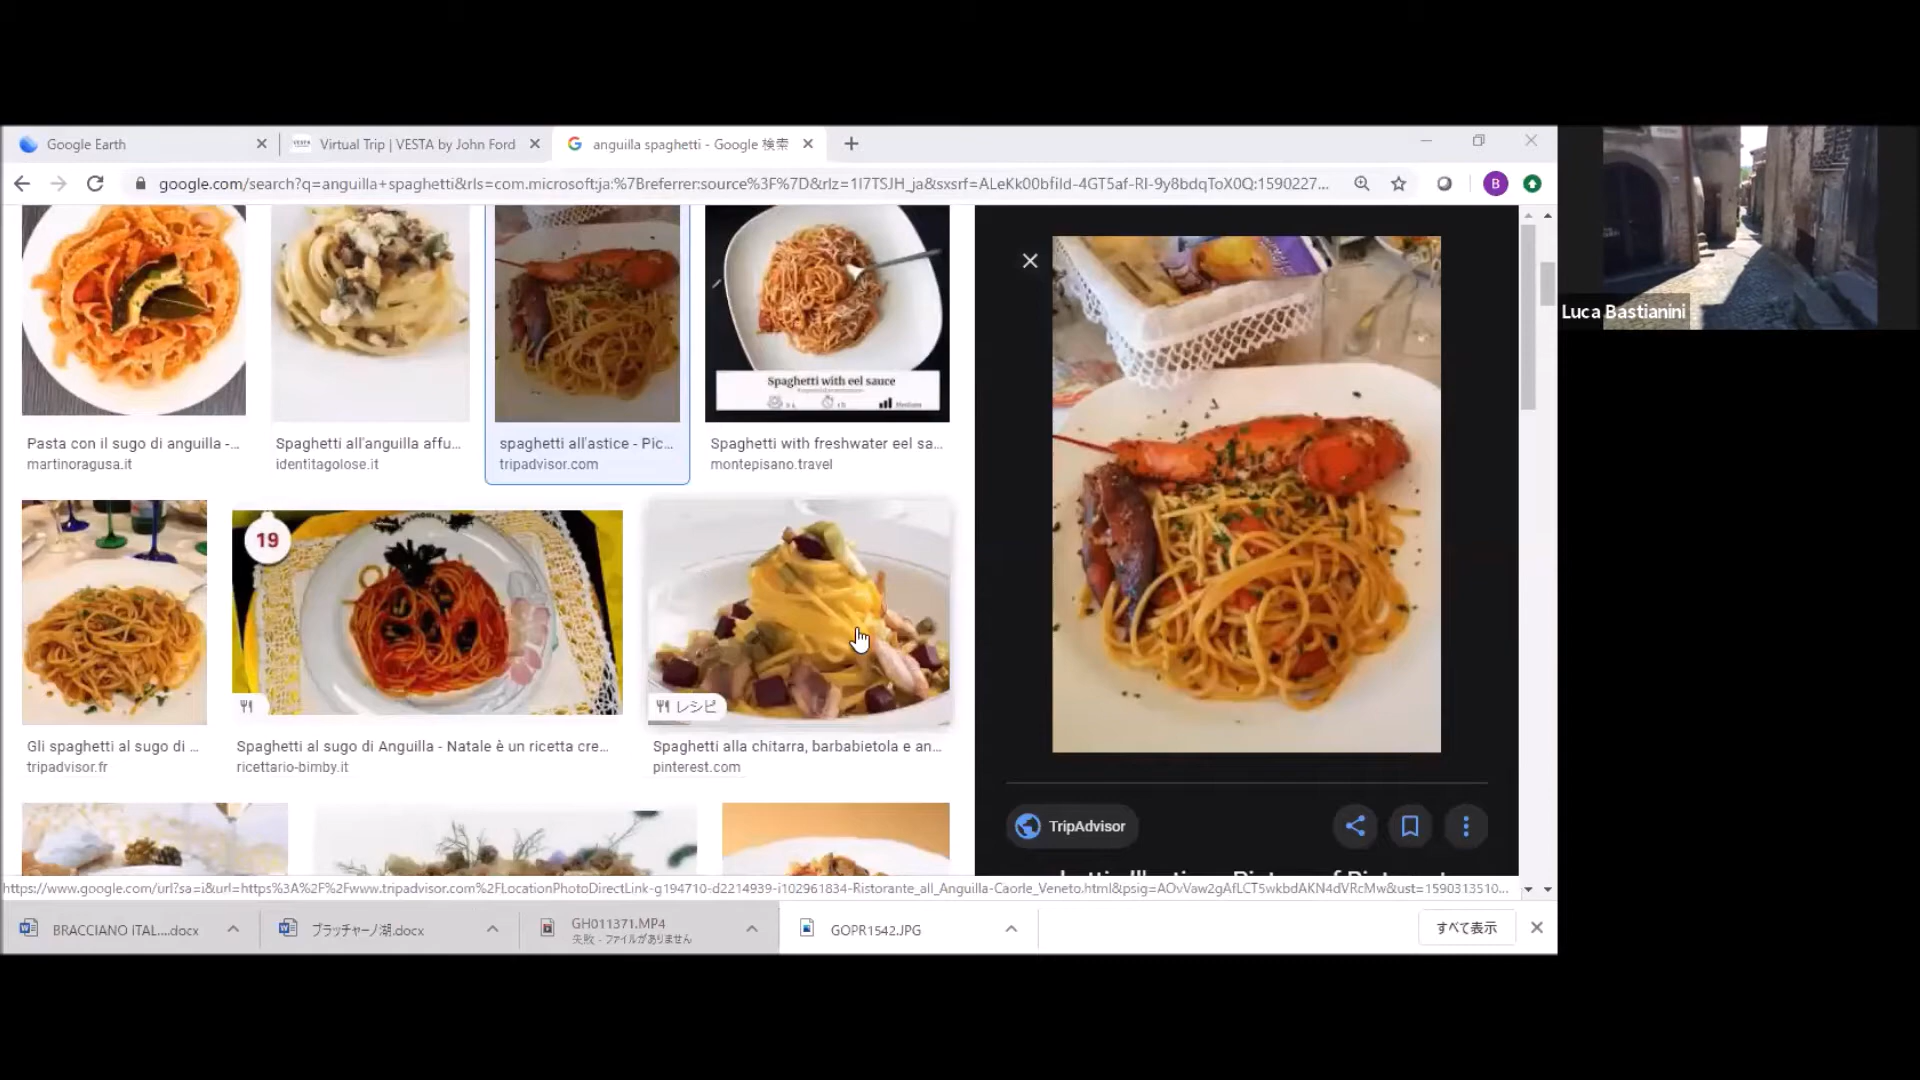 Google Earth
Virtual Trip | VESTA by John Ford
anguilla spaghetti - Google 検索
google.com/search?q=anguilla+spaghetti&rls=com.microsoft:ja:%7Breferrer:source%3F%7D&rlz=1I7TSJH_ja&sxsrf=ALeKk00bfiId-4GT5af-RI-9y8bdqToX0Q:1590227...
B
Luca Bastianini
Spaghetti with eel sauce
Medium
Pasta con il sugo di anguilla -...
martinoragusa.it
Spaghetti all'anguilla affu...
identitagolose.it
spaghetti all'astice - Pic...
tripadvisor.com
Spaghetti with freshwater eel sa...
montepisano.travel
19
レシピ
Gli spaghetti al sugo di ...
tripadvisor.fr
Spaghetti al sugo di Anguilla - Natale è un ricetta cre...
ricettario-bimby.it
Spaghetti alla chitarra, barbabietola e an...
pinterest.com
TripAdvisor
https://www.google.com/url?sa=i&url=https%3A%2F%2Fwww.tripadvisor.com%2FLocationPhotoDirectLink-g194710-d2214939-i102961834-Ristorante_all_Anguilla-Caorle_Veneto.html&psig=AOvVaw2gAfLCT5wkbdAKN4dVRcMw&ust=1590313510...
BRACCIANO ITAL....docx
ブラッチャーノ湖.docx
GH011371.MP4
失敗 - ファイルがありません
GOPR1542.JPG
すべて表示